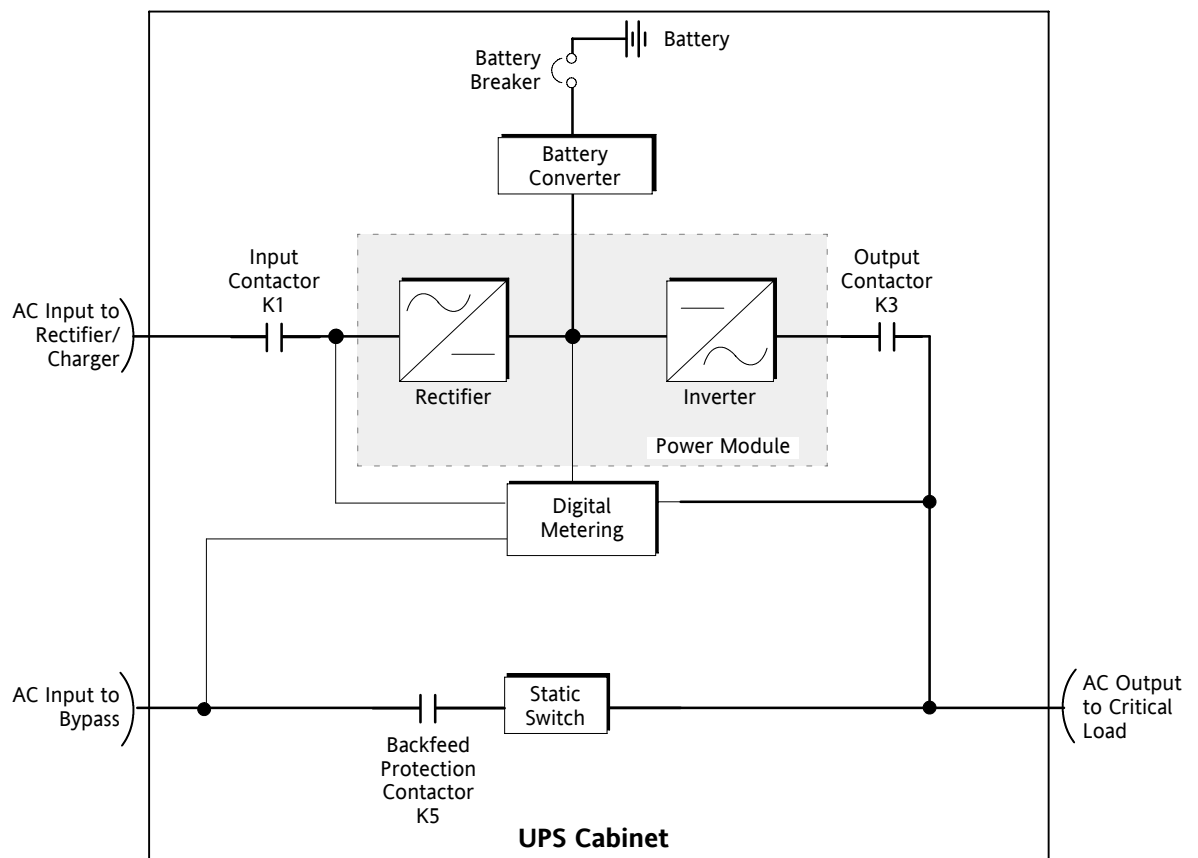 Battery
Battery
Breaker
Battery
Converter
Input
Contactor
K1
Output
Contactor
K3
AC Input to
Rectifier/
Charger
Rectifier
Inverter
Power Module
Digital
Metering
AC Input to
Bypass
Static
Switch
AC Output
to Critical
Load
Backfeed
Protection
Contactor
K5
UPS Cabinet